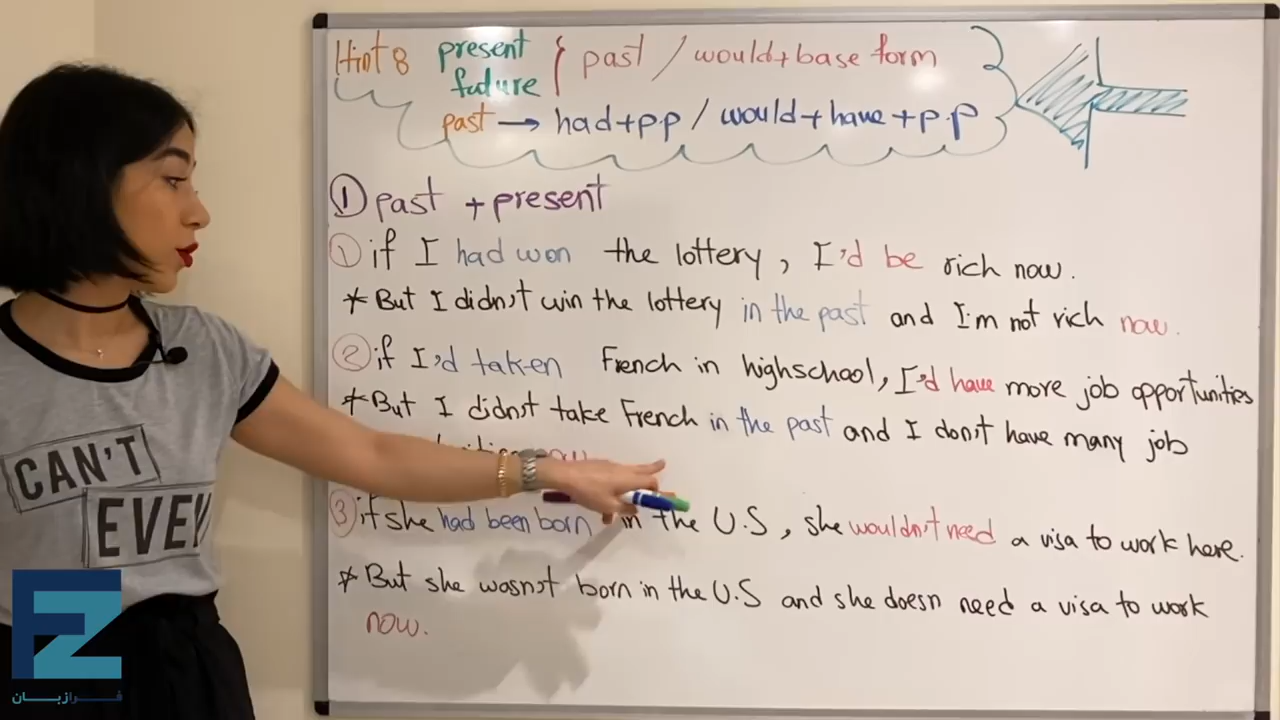 Hint 8 present { past / would+base form
future
past → had+p.p / would+have+p.p
① past + present
① if I had won the lottery, I'd be rich now.
* But I didn't win the lottery in the past and I'm not rich now.
② if I'd taken French in highschool, I'd have more job opportunities
* But I didn't take French in the past and I don't have many job
③ if she had been born in the U.S, she wouldn't need a visa to work here.
* But she wasn't born in the U.S and she doesn need a visa to work
now.
CAN'T
EVEN
FZ
فرازبان